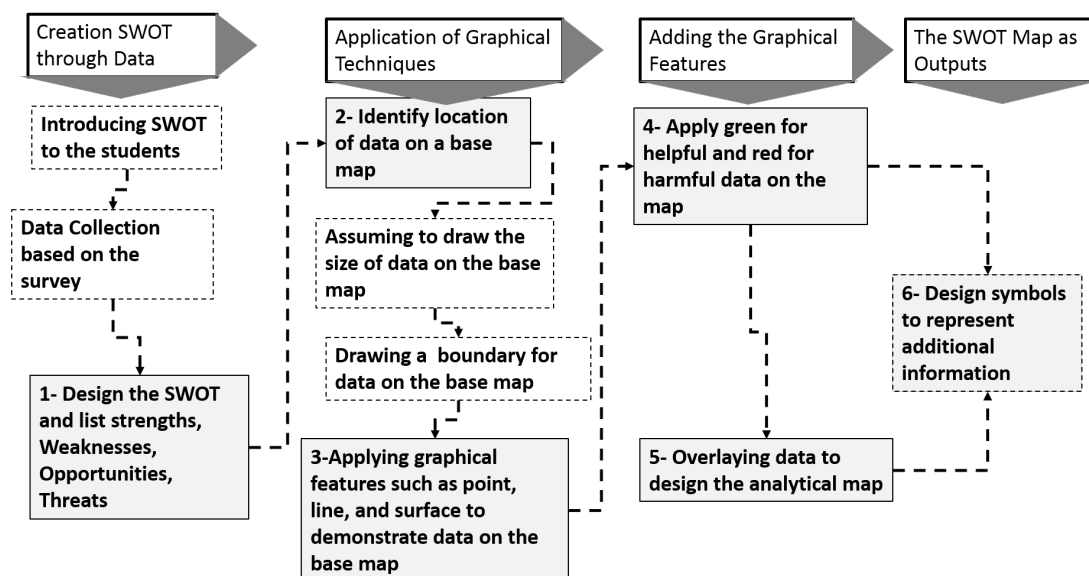 Creation SWOT
through Data
Introducing SWOT
to the students
Data Collection
based on the
survey
1- Design the SWOT
and list strengths,
Weaknesses,
Opportunities,
Threats
Application of Graphical
Techniques
2- Identify location
of data on a base
map
Assuming to draw the
size of data on the base
map
Drawing a boundary for
data on the base map
3-Applying graphical
features such as point,
line, and surface to
demonstrate data on the
base map
Adding the Graphical
Features
4- Apply green for
helpful and red for
harmful data on the
map
5- Overlaying data to
design the analytical map
The SWOT Map as
Outputs
6- Design symbols
to represent
additional
information